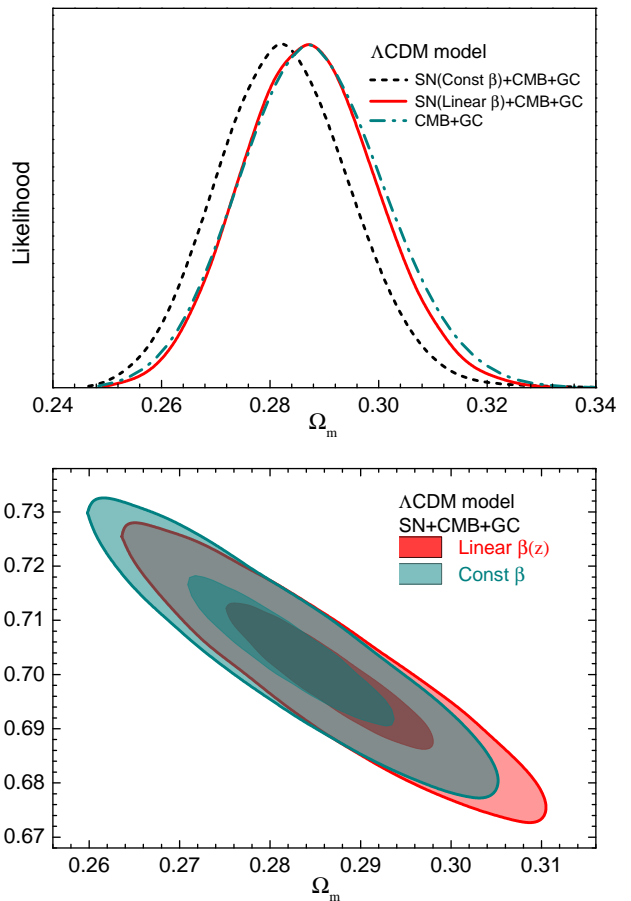 ΛCDM model
SN(Const β)+CMB+GC
SN(Linear β)+CMB+GC
CMB+GC
Likelihood
0.24 0.26 0.28 0.30 0.32 0.34
Ωm
0.73
0.72
0.71
0.70
0.69
0.68
0.67
ΛCDM model
SN+CMB+GC
Linear β(z)
Const β
0.26 0.27 0.28 0.29 0.30 0.31
Ωm